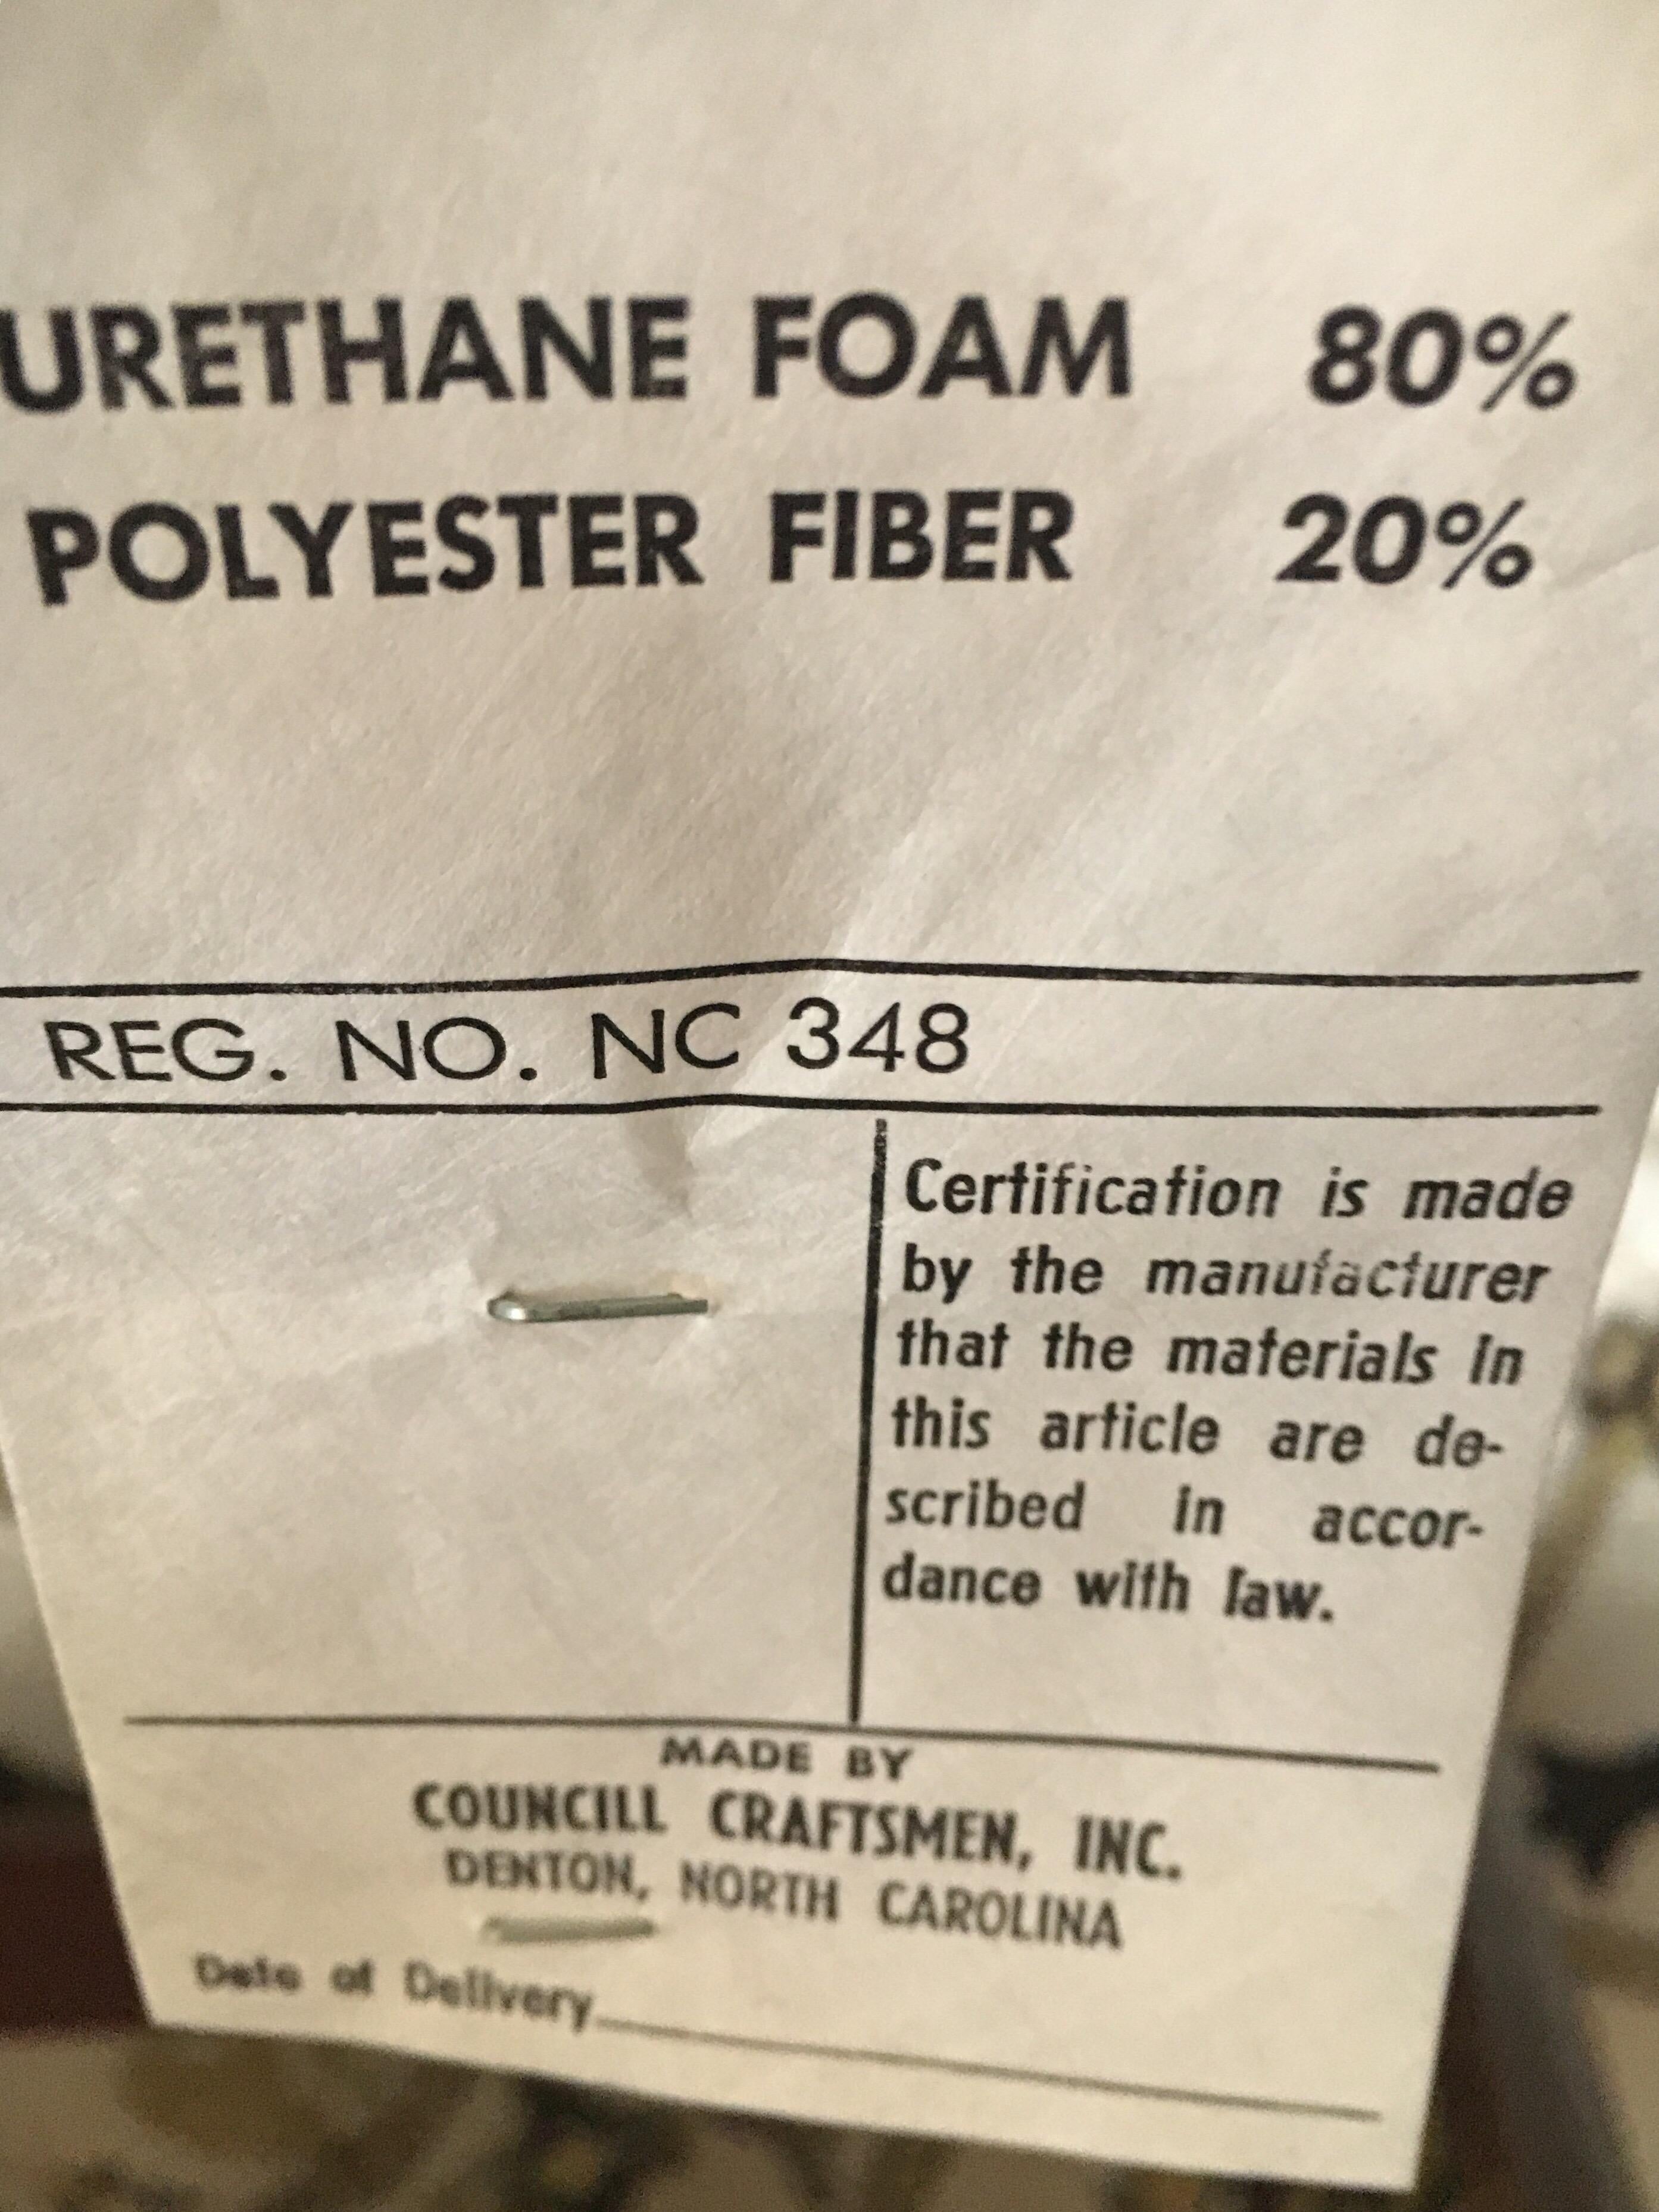 URETHANE FOAM 80%
POLYESTER FIBER 20%
REG. NO. NC 348
Certification is made
by the manufacturer
that the materials in
this article are de-
scribed in accor-
dance with law.
MADE BY
COUNCILL CRAFTSMEN, INC.
DENTON, NORTH CAROLINA
Date of Delivery